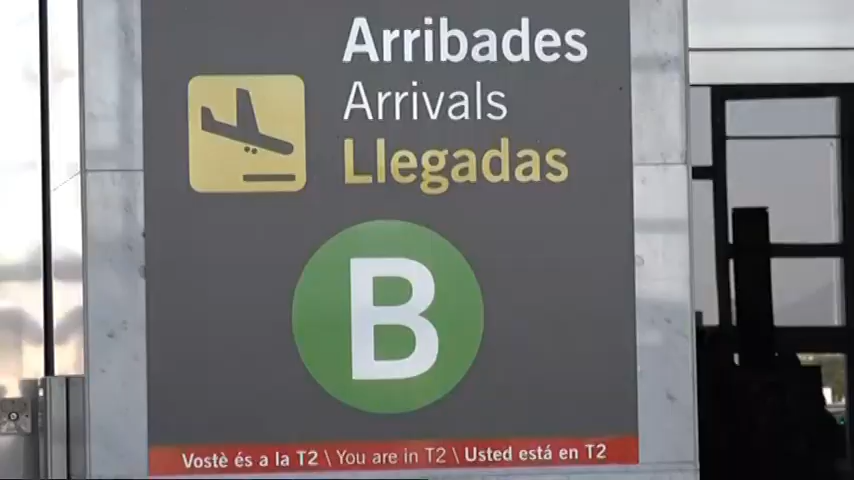 Arribades
Arrivals
Llegadas
B
Vostè és a la T2 \ You are in T2 \ Usted está en T2